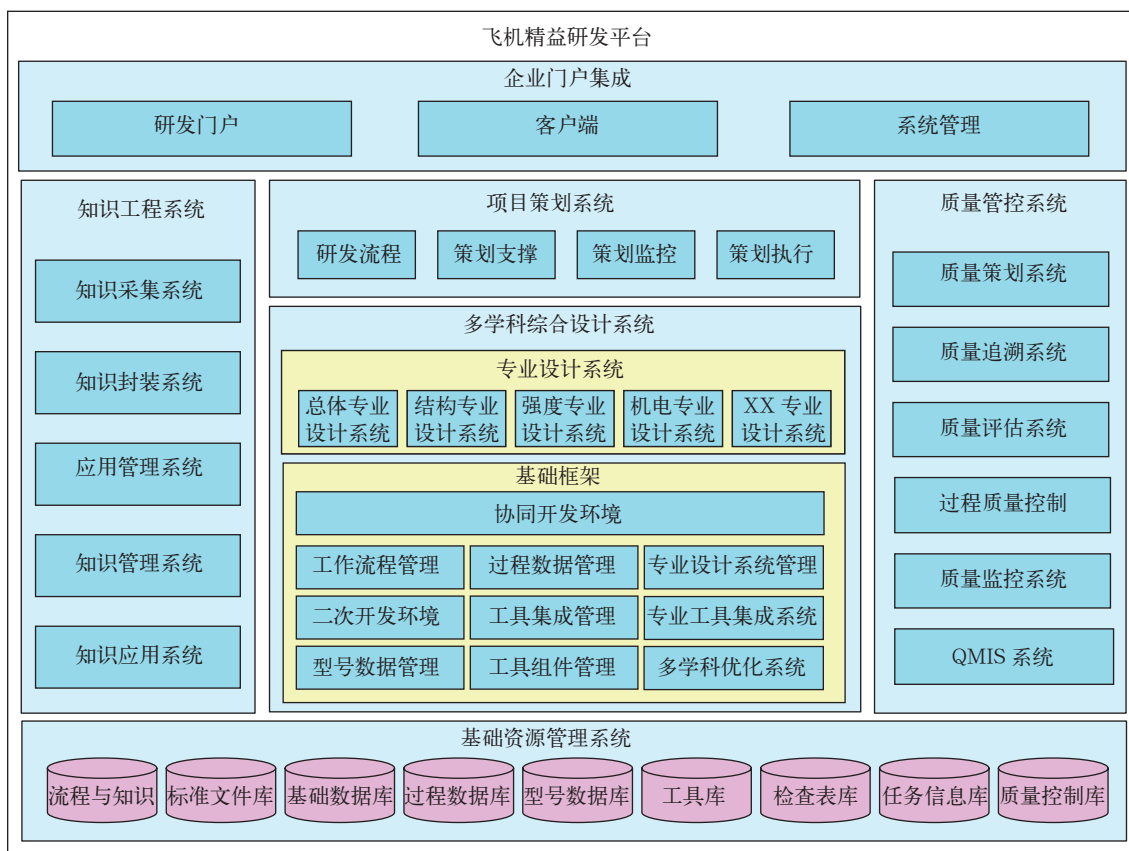 飞机精益研发平台
企业门户集成
研发门户
客户端
系统管理
知识工程系统
知识采集系统
知识封装系统
应用管理系统
知识管理系统
知识应用系统
项目策划系统
研发流程
策划支撑
策划监控
策划执行
多学科综合设计系统
专业设计系统
总体专业
设计系统
结构专业
设计系统
强度专业
设计系统
机电专业
设计系统
XX 专业
设计系统
基础框架
协同开发环境
工作流程管理
过程数据管理
专业设计系统管理
二次开发环境
工具集成管理
专业工具集成系统
型号数据管理
工具组件管理
多学科优化系统
质量管控系统
质量策划系统
质量追溯系统
质量评估系统
过程质量控制
质量监控系统
QMIS 系统
基础资源管理系统
流程与知识
标准文件库
基础数据库
过程数据库
型号数据库
工具库
检查表库
任务信息库
质量控制库